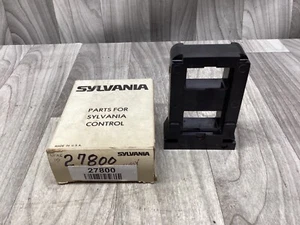 SYLVANIA
PARTS FOR
SYLVANIA
CONTROL
MADE IN U.S.A.
27800
SYLVANIA
27800